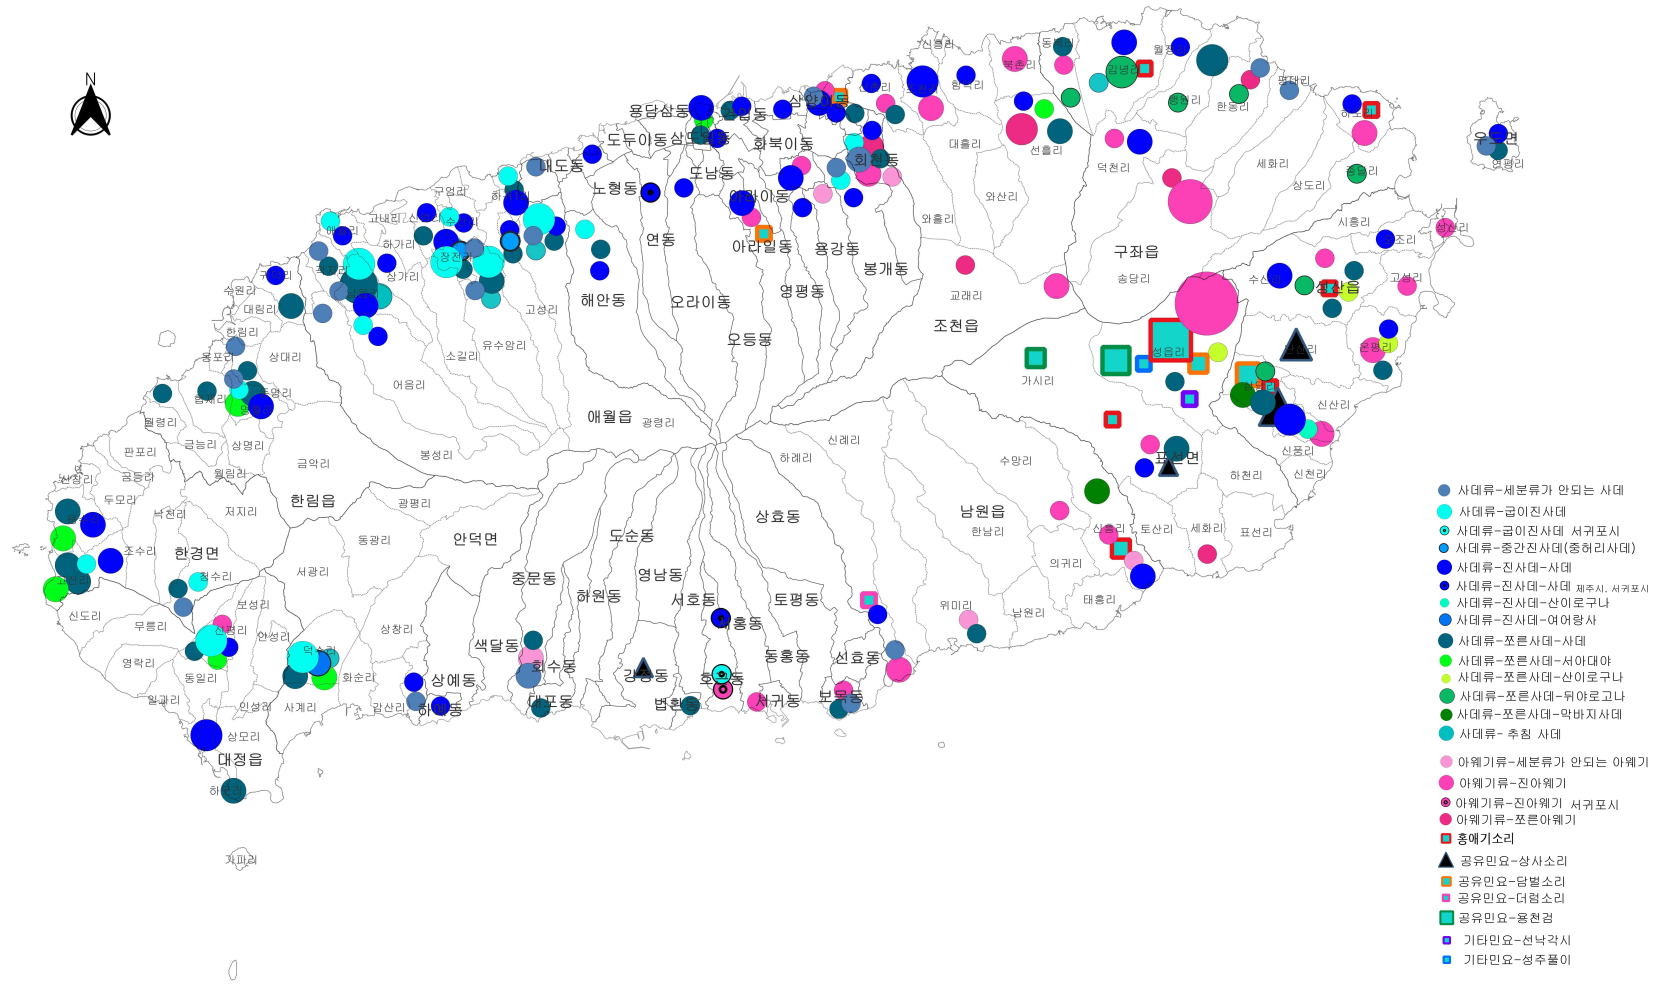 N
신흥리
북촌리
김녕리
함덕리
한동리
평대리
우도면
연평리
용담삼동
화북이동
도두이동
대흘리
선흘리
덕천리
세화리
상도리
회천동
내도동
도남동
노형동
아라이동
와산리
와흘리
구엄리
고내리
하가리
시흥리
연동
아라일동
용강동
봉개동
구좌읍
송당리
고성리
장전리
상가리
수원리
대림리
한림리
옹포리
상대리
고성리
해안동
오라이동
영평동
오등동
교래리
조천읍
성산읍
유수암리
소길리
어음리
성읍리
가시리
온평리
신산리
애월읍
광령리
월령리
판포리
금능리
상명리
월림리
금악리
봉성리
신례리
하례리
수망리
표선면
신풍리
하천리
신천리
두모리
낙천리
저지리
한림읍
광평리
한경면
조수리
동광리
안덕면
도순동
상효동
남원읍
한남리
신흥리
토산리
세화리
표선리
청수리
서광리
중문동
영남동
하원동
서호동
토평동
의귀리
태흥리
신도리
무릉리
보성리
안성리
신평리
상창리
색달동
서홍동
위미리
남원리
영락리
동일리
덕수리
화순리
회수동
강정동
동홍동
선효동
일과리
인성리
사계리
감산리
상예동
하예동
대포동
법환동
서귀동
보목동
상모리
대정읍
하모리
가파리
사데류-세분류가 안되는 사데
사데류-굽이진사데
사데류-굽이진사데 서귀포시
사데류-중간진사데(중허리사데)
사데류-진사데-사데
사데류-진사데-사데 제주시, 서귀포시
사데류-진사데-산이로구나
사데류-진사데-여어랑사
사데류-쪼른사데-사데
사데류-쪼른사데-서아대야
사데류-쪼른사데-산이로구나
사데류-쪼른사데-뒤야로고나
사데류-쪼른사데-악바지사데
사데류- 추침 사데
아웨기류-세분류가 안되는 아웨기
아웨기류-진아웨기
아웨기류-진아웨기 서귀포시
아웨기류-쪼른아웨기
홍애기소리
공유민요-상사소리
공유민요-담벌소리
공유민요-더럼소리
공유민요-용천검
기타민요-선낙각시
기타민요-성주풀이